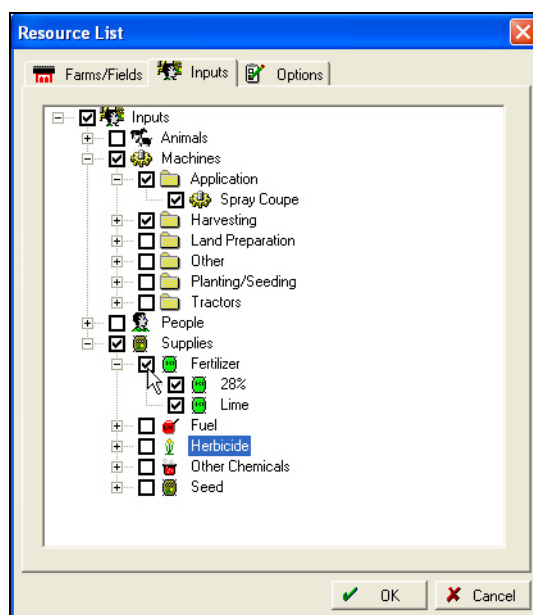 Resource List
Farms/Fields Inputs Options
Inputs
Animals
Machines
Application
Spray Coupe
Harvesting
Land Preparation
Other
Planting/Seeding
Tractors
People
Supplies
Fertilizer
28%
Lime
Fuel
Herbicide
Other Chemicals
Seed
OK Cancel